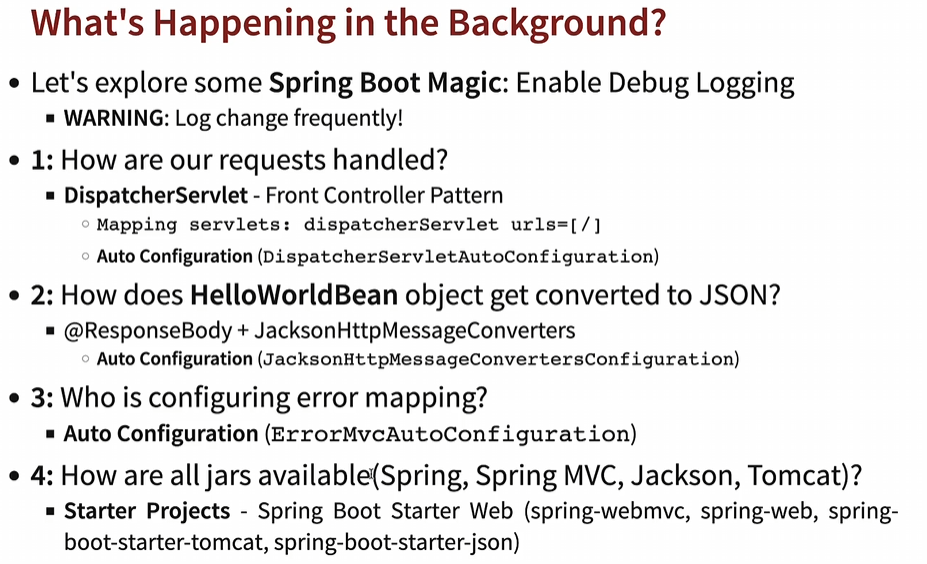 What's Happening in the Background?
• Let's explore some Spring Boot Magic: Enable Debug Logging
▪ WARNING: Log change frequently!
• 1: How are our requests handled?
▪ DispatcherServlet - Front Controller Pattern
○ Mapping servlets: dispatcherServlet urls=[/]
○ Auto Configuration (DispatcherServletAutoConfiguration)
• 2: How does HelloWorldBean object get converted to JSON?
▪ @ResponseBody + JacksonHttpMessageConverters
○ Auto Configuration (JacksonHttpMessageConvertersConfiguration)
• 3: Who is configuring error mapping?
▪ Auto Configuration (ErrorMvcAutoConfiguration)
• 4: How are all jars available(Spring, Spring MVC, Jackson, Tomcat)?
▪ Starter Projects - Spring Boot Starter Web (spring-webmvc, spring-web, spring-
boot-starter-tomcat, spring-boot-starter-json)